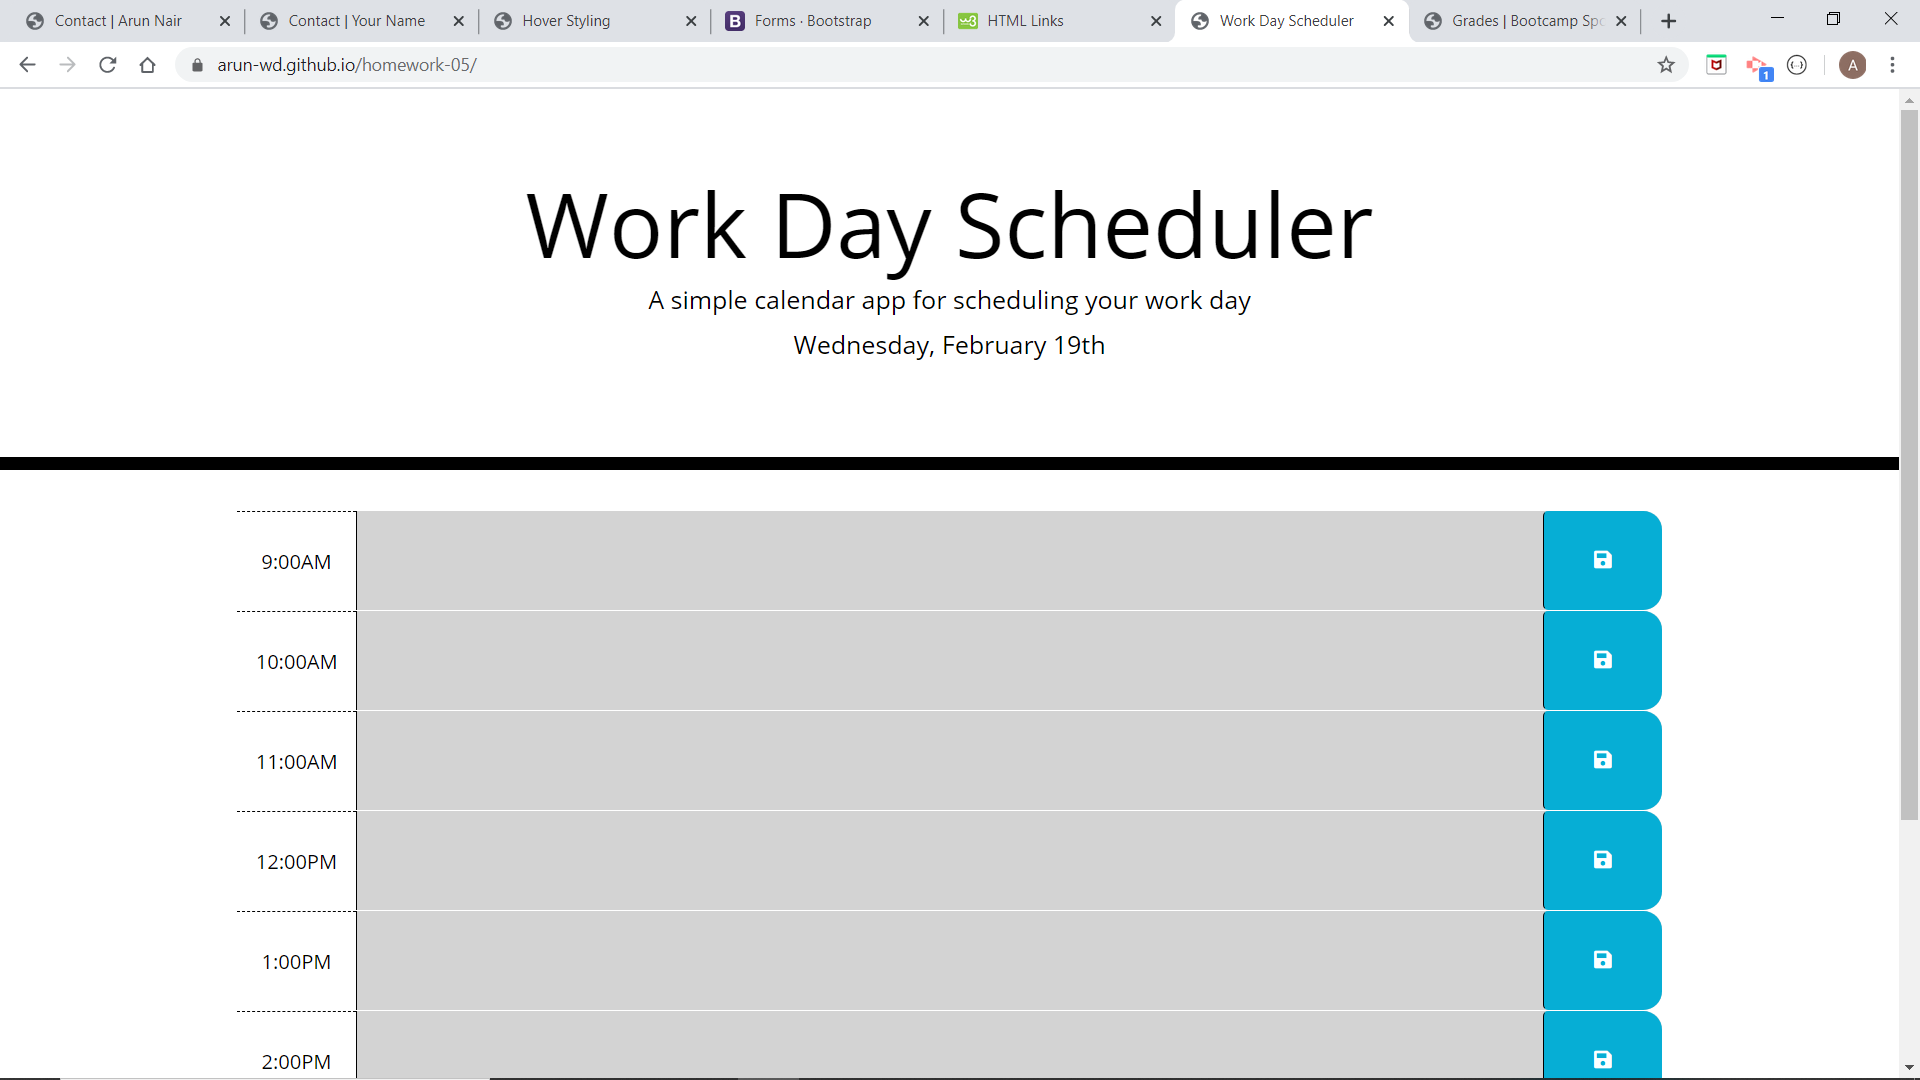 Contact | Arun Nair
Contact | Your Name
Hover Styling
B Forms · Bootstrap
HTML Links
Work Day Scheduler
Grades | Bootcamp Spo
arun-wd.github.io/homework-05/
1
A
Work Day Scheduler
A simple calendar app for scheduling your work day
Wednesday, February 19th
9:00AM
10:00AM
11:00AM
12:00PM
1:00PM
2:00PM